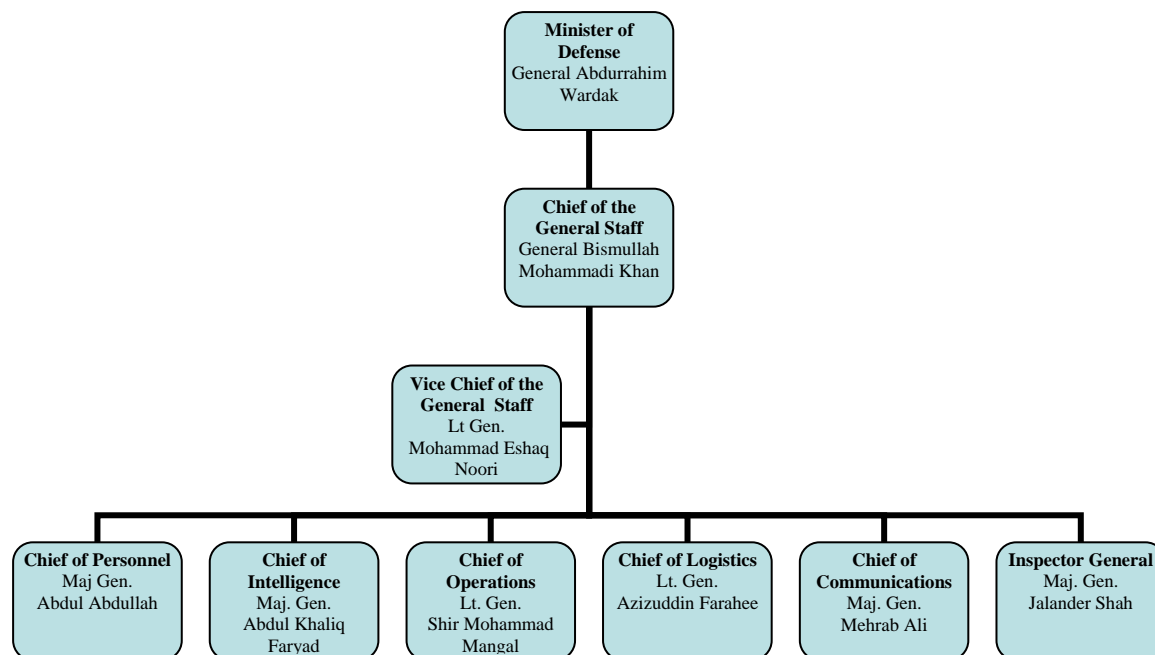 Minister of
Defense
General Abdurrahim
Wardak
Chief of the
General Staff
General Bismullah
Mohammadi Khan
Vice Chief of the
General Staff
Lt Gen.
Mohammad Eshaq
Noori
Chief of Personnel
Maj Gen.
Abdul Abdullah
Chief of
Intelligence
Maj. Gen.
Abdul Khaliq
Faryad
Chief of
Operations
Lt. Gen.
Shir Mohammad
Mangal
Chief of Logistics
Lt. Gen.
Azizuddin Farahee
Chief of
Communications
Maj. Gen.
Mehrab Ali
Inspector General
Maj. Gen.
Jalander Shah